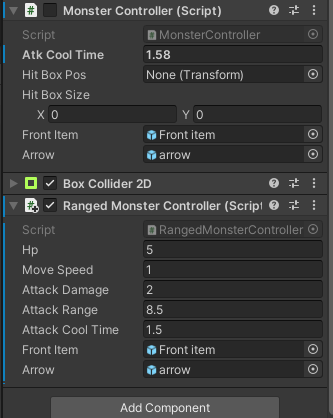 Monster Controller (Script)
Script MonsterController
Atk Cool Time 1.58
Hit Box Pos None (Transform)
Hit Box Size
X 0 Y 0
Front Item Front item
Arrow arrow
Box Collider 2D
Ranged Monster Controller (Script
Script RangedMonsterController
Hp 5
Move Speed 1
Attack Damage 2
Attack Range 8.5
Attack Cool Time 1.5
Front Item Front item
Arrow arrow
Add Component